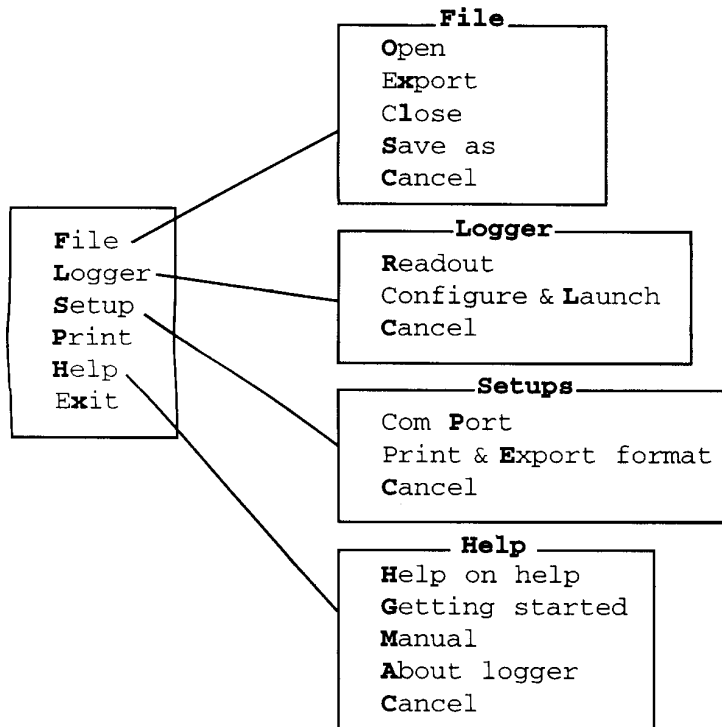 File
Logger
Setup
Print
Help
Exit
File
Open
Export
Close
Save as
Cancel
Logger
Readout
Configure & Launch
Cancel
Setups
Com Port
Print & Export format
Cancel
Help
Help on help
Getting started
Manual
About logger
Cancel